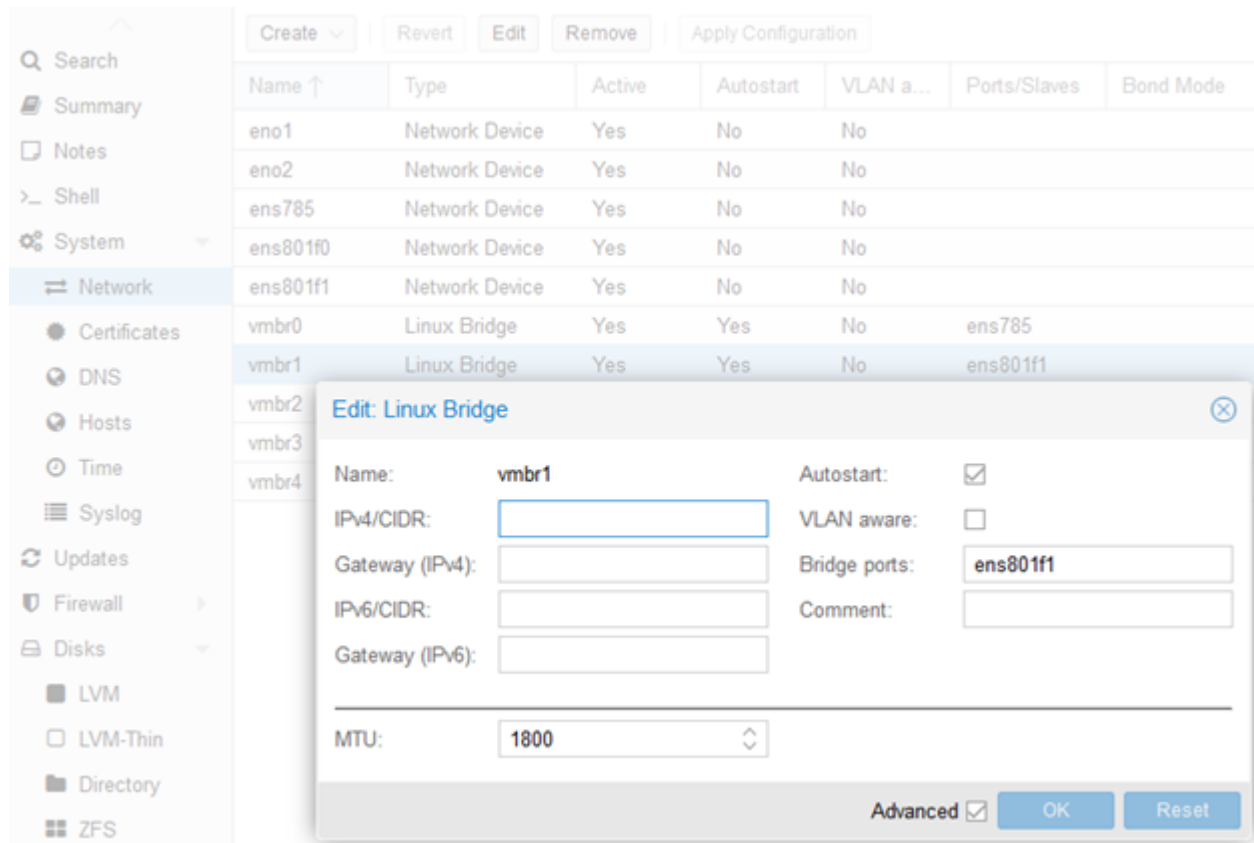 Search
Summary
Notes
Shell
System
Network
Certificates
DNS
Hosts
Time
Syslog
Updates
Firewall
Disks
LVM
LVM-Thin
Directory
ZFS
Create Revert Edit Remove Apply Configuration
Name Type Active Autostart VLAN a... Ports/Slaves Bond Mode
eno1 Network Device Yes No No
eno2 Network Device Yes No No
ens785 Network Device Yes No No
ens801f0 Network Device Yes No No
ens801f1 Network Device Yes No No
vmbr0 Linux Bridge Yes Yes No ens785
vmbr1 Linux Bridge Yes Yes No ens801f1
vmbr2
vmbr3
vmbr4
Edit: Linux Bridge
Name: vmbr1
IPv4/CIDR:
Gateway (IPv4):
IPv6/CIDR:
Gateway (IPv6):
Autostart:
VLAN aware:
Bridge ports: ens801f1
Comment:
MTU: 1800
Advanced OK Reset